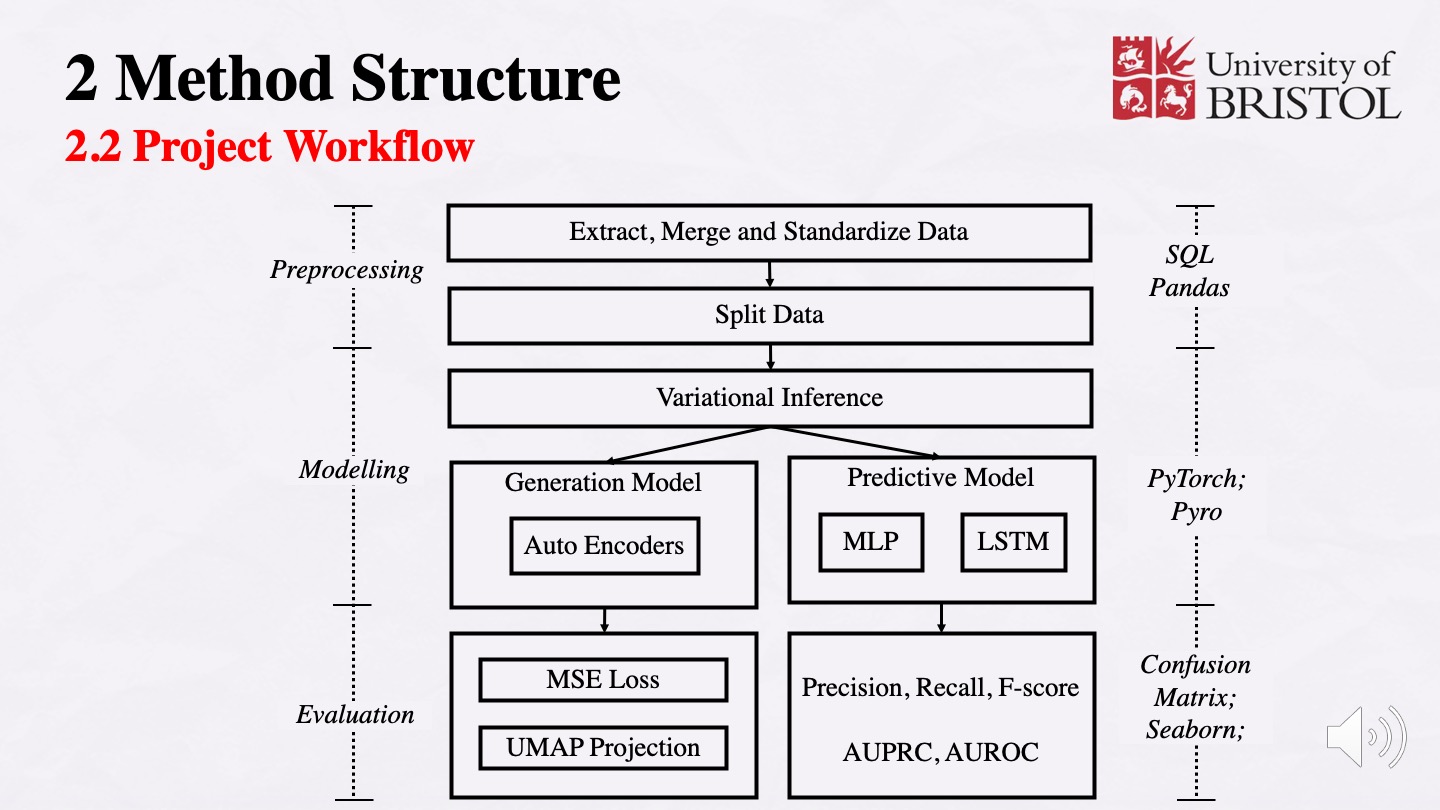 2 Method Structure
2.2 Project Workflow
University of
BRISTOL
Preprocessing
Modelling
Evaluation
Extract, Merge and Standardize Data
Split Data
Variational Inference
Generation Model
Auto Encoders
Predictive Model
MLP
LSTM
MSE Loss
UMAP Projection
Precision, Recall, F-score
AUPRC, AUROC
SQL
Pandas
PyTorch;
Pyro
Confusion
Matrix;
Seaborn;